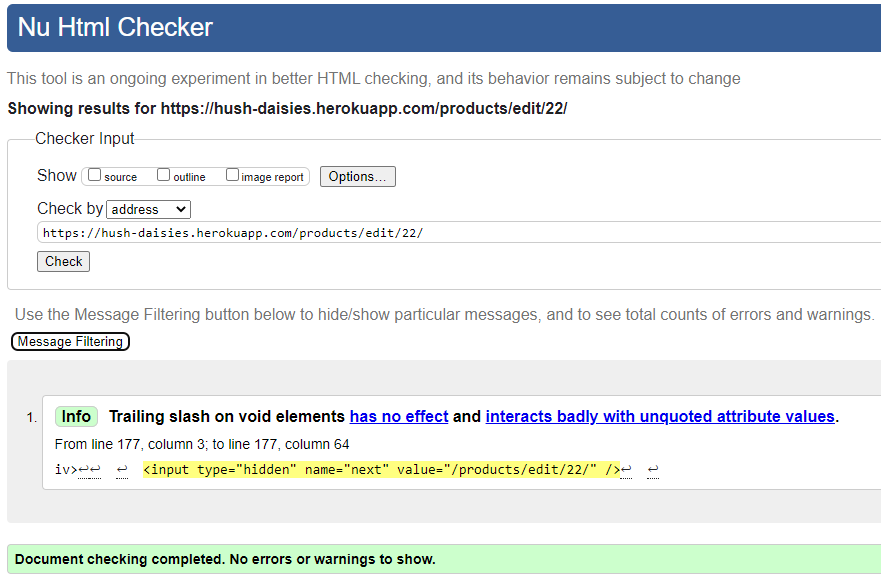 Nu Html Checker
This tool is an ongoing experiment in better HTML checking, and its behavior remains subject to change
Showing results for https://hush-daisies.herokuapp.com/products/edit/22/
Checker Input
Show source outline image report Options...
Check by address
https://hush-daisies.herokuapp.com/products/edit/22/
Check
Use the Message Filtering button below to hide/show particular messages, and to see total counts of errors and warnings.
Message Filtering
1. Info Trailing slash on void elements has no effect and interacts badly with unquoted attribute values.
From line 177, column 3; to line 177, column 64
iv>↩↩ ↩ <input type="hidden" name="next" value="/products/edit/22/" />↩ ↩
Document checking completed. No errors or warnings to show.